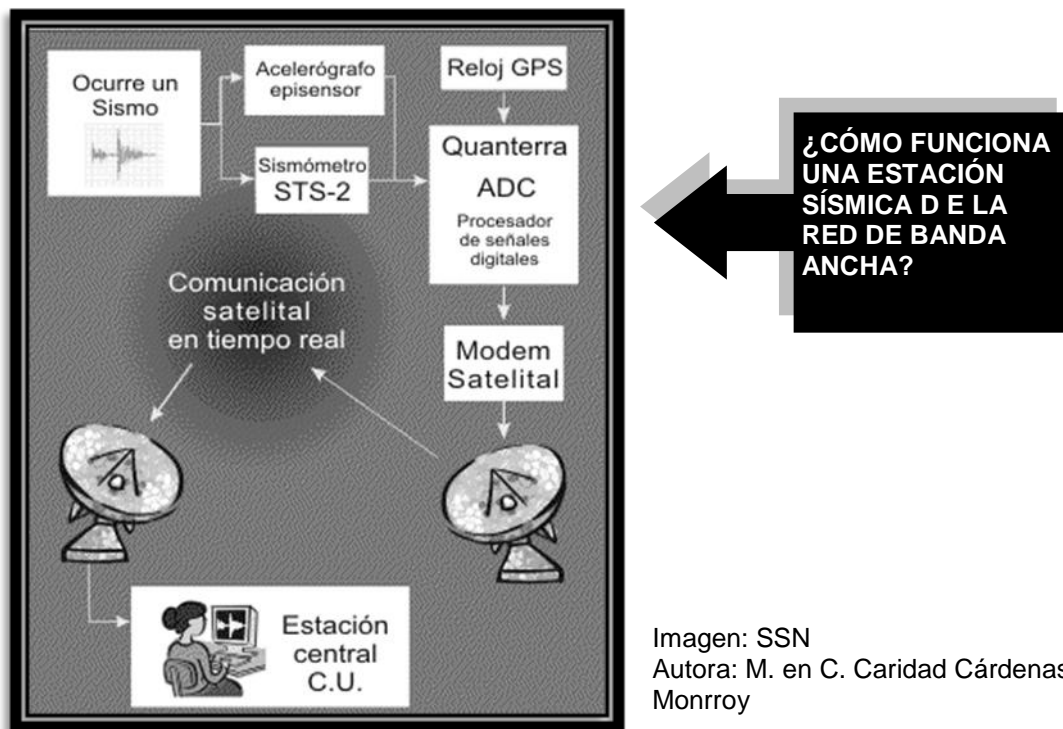 Ocurre un
Sismo
Acelerógrafo
episensor
Sismómetro
STS-2
Reloj GPS
Quanterra
ADC
Procesador
de señales
digitales
Modem
Satelital
Comunicación
satelital
en tiempo real
Estación
central
C.U.
¿CÓMO FUNCIONA
UNA ESTACIÓN
SÍSMICA D E LA
RED DE BANDA
ANCHA?
Imagen: SSN
Autora: M. en C. Caridad Cárdenas
Monrroy